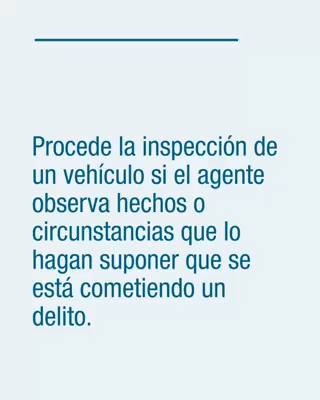 Procede la inspección de
un vehículo si el agente
observa hechos o
circunstancias que lo
hagan suponer que se
está cometiendo un
delito.